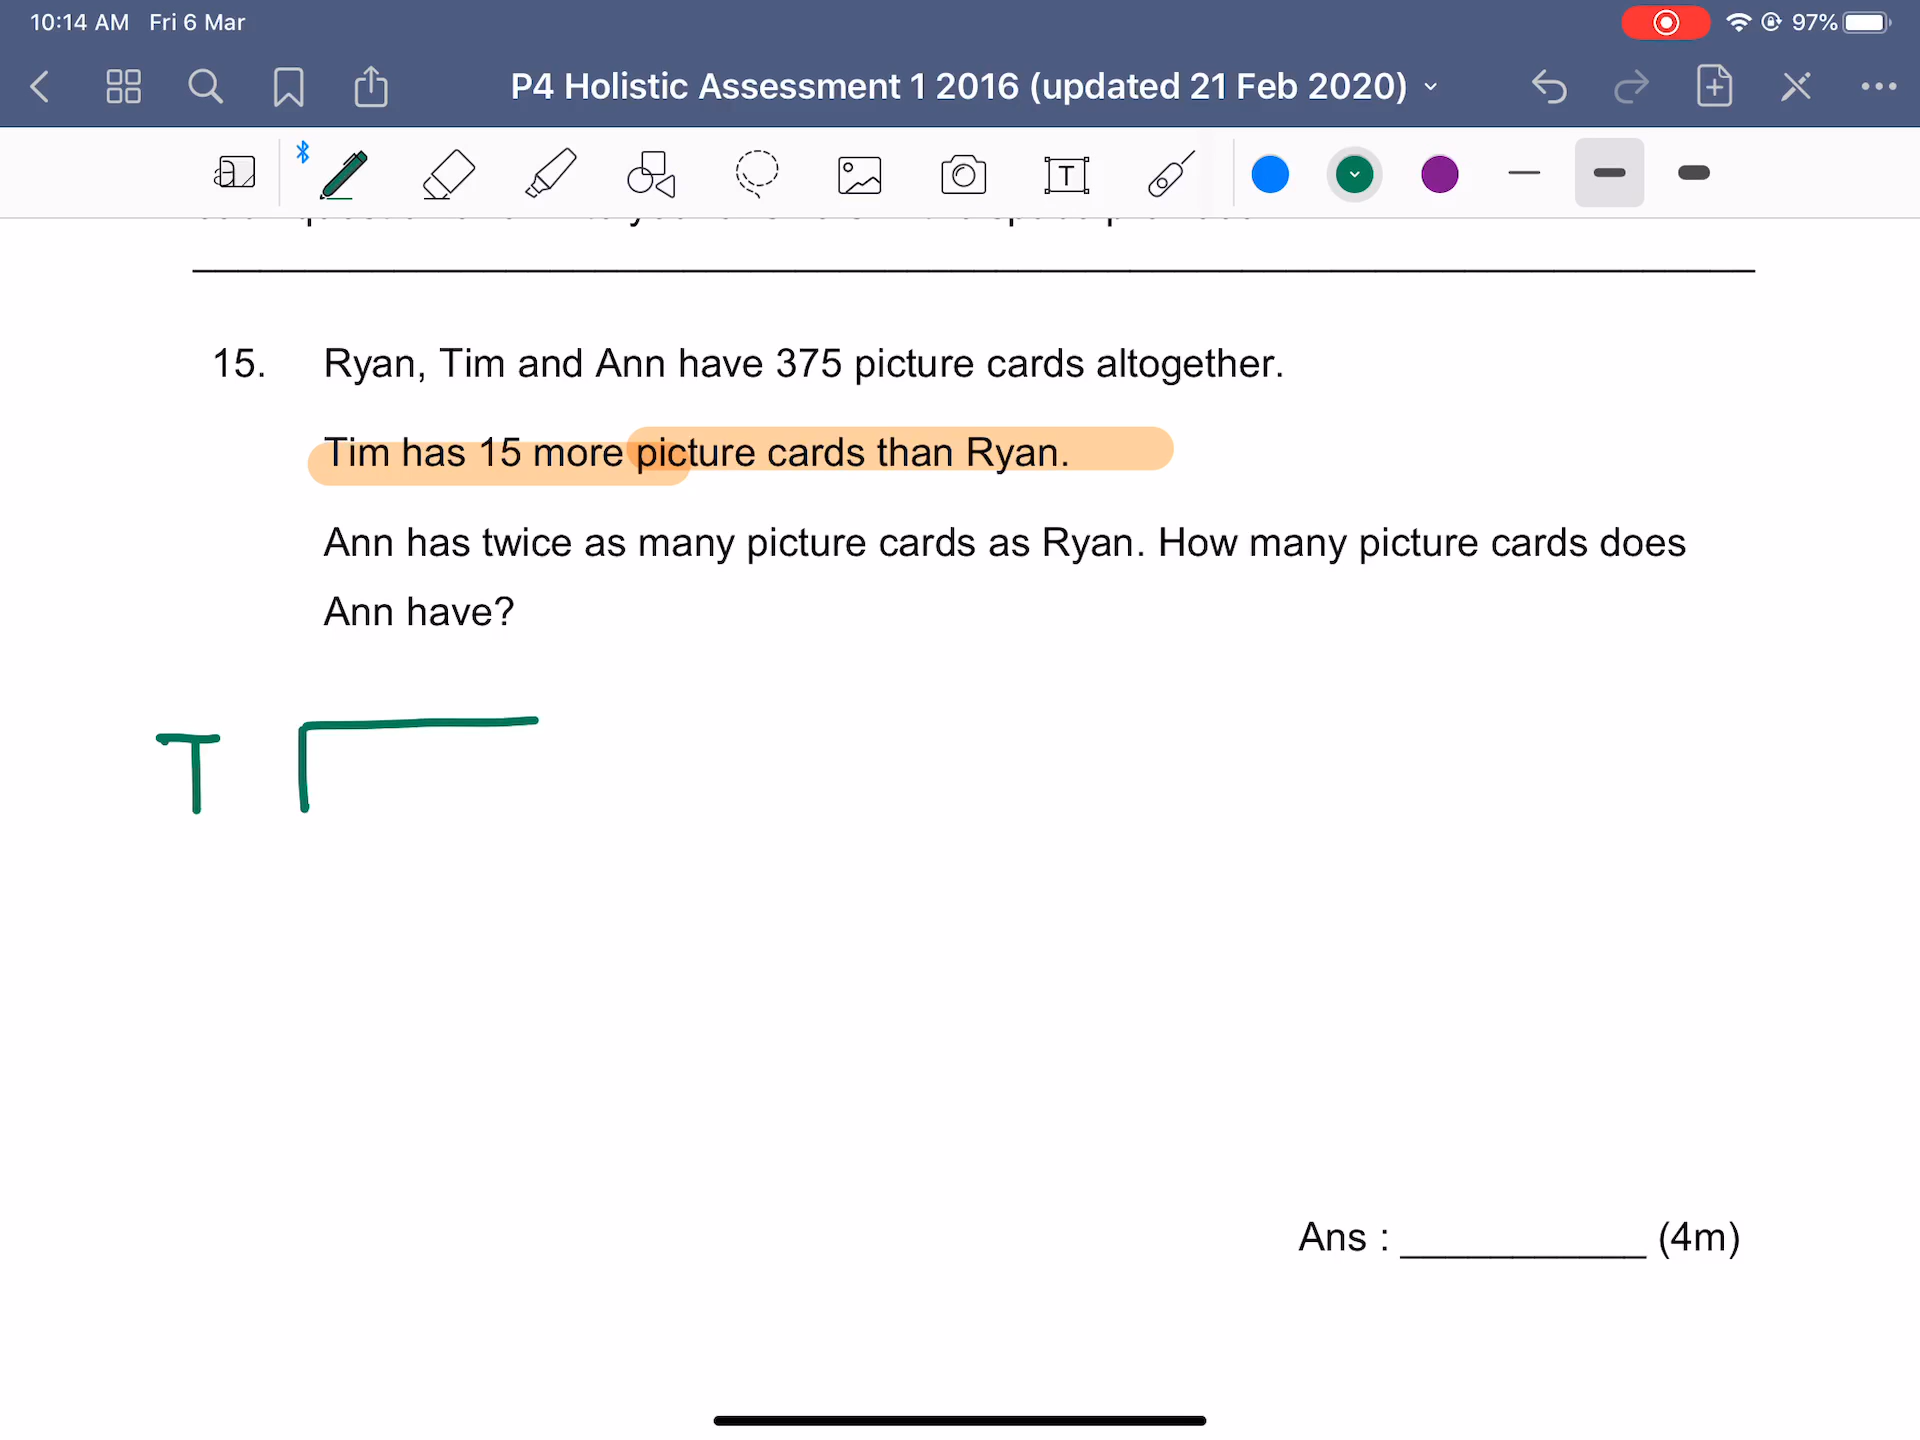 10:14 AM Fri 6 Mar 97%
P4 Holistic Assessment 1 2016 (updated 21 Feb 2020)
15. Ryan, Tim and Ann have 375 picture cards altogether.
Tim has 15 more picture cards than Ryan.
Ann has twice as many picture cards as Ryan. How many picture cards does
Ann have?
T
Ans : ___________ (4m)